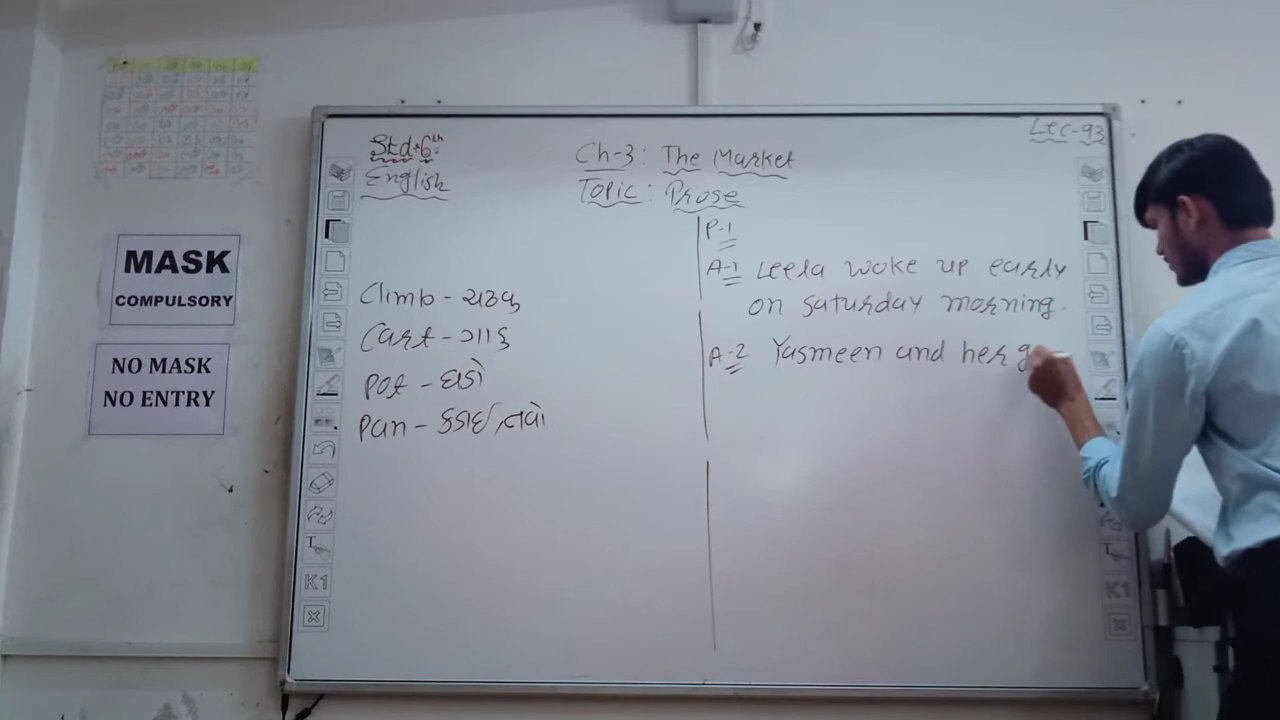 Std-6th
English
Ch-3: The Market
Topic: Prose
Lec-93
MASK
COMPULSORY
NO MASK
NO ENTRY
Climb - ચઢવુ
Cart - ગાડુ
Pot - ઘડો
Pan - કડાઈ, તવો
P-1
A-1 Leela woke up early
on saturday morning.
A-2 Yasmeen and her g
T
K1
K1